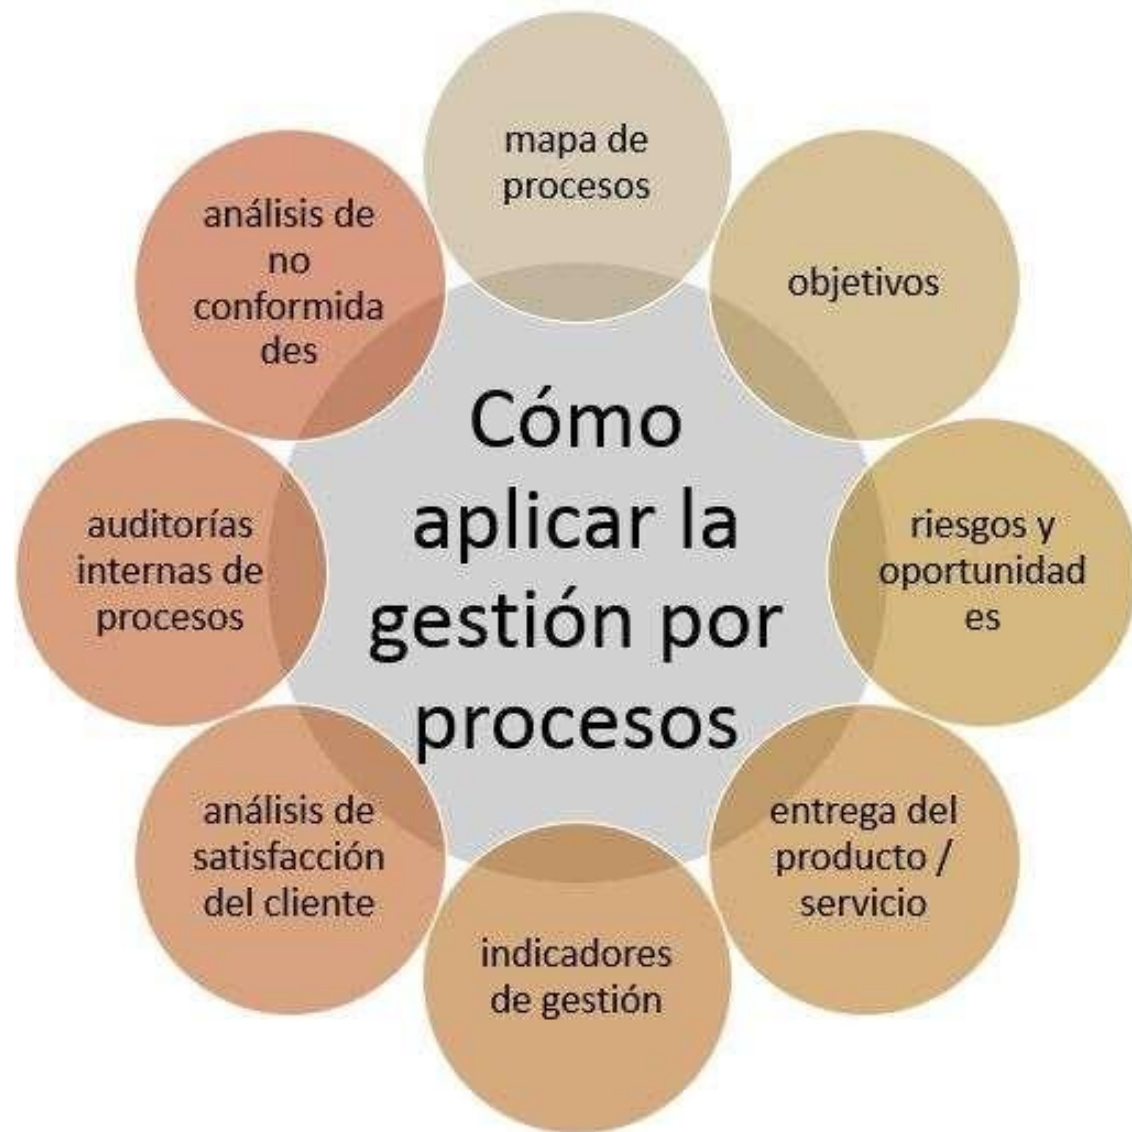 mapa de
procesos
objetivos
riesgos y
oportunidad
es
entrega del
producto /
servicio
indicadores
de gestión
análisis de
satisfacción
del cliente
auditorías
internas de
procesos
análisis de
no
conformida
des
Cómo
aplicar la
gestión por
procesos